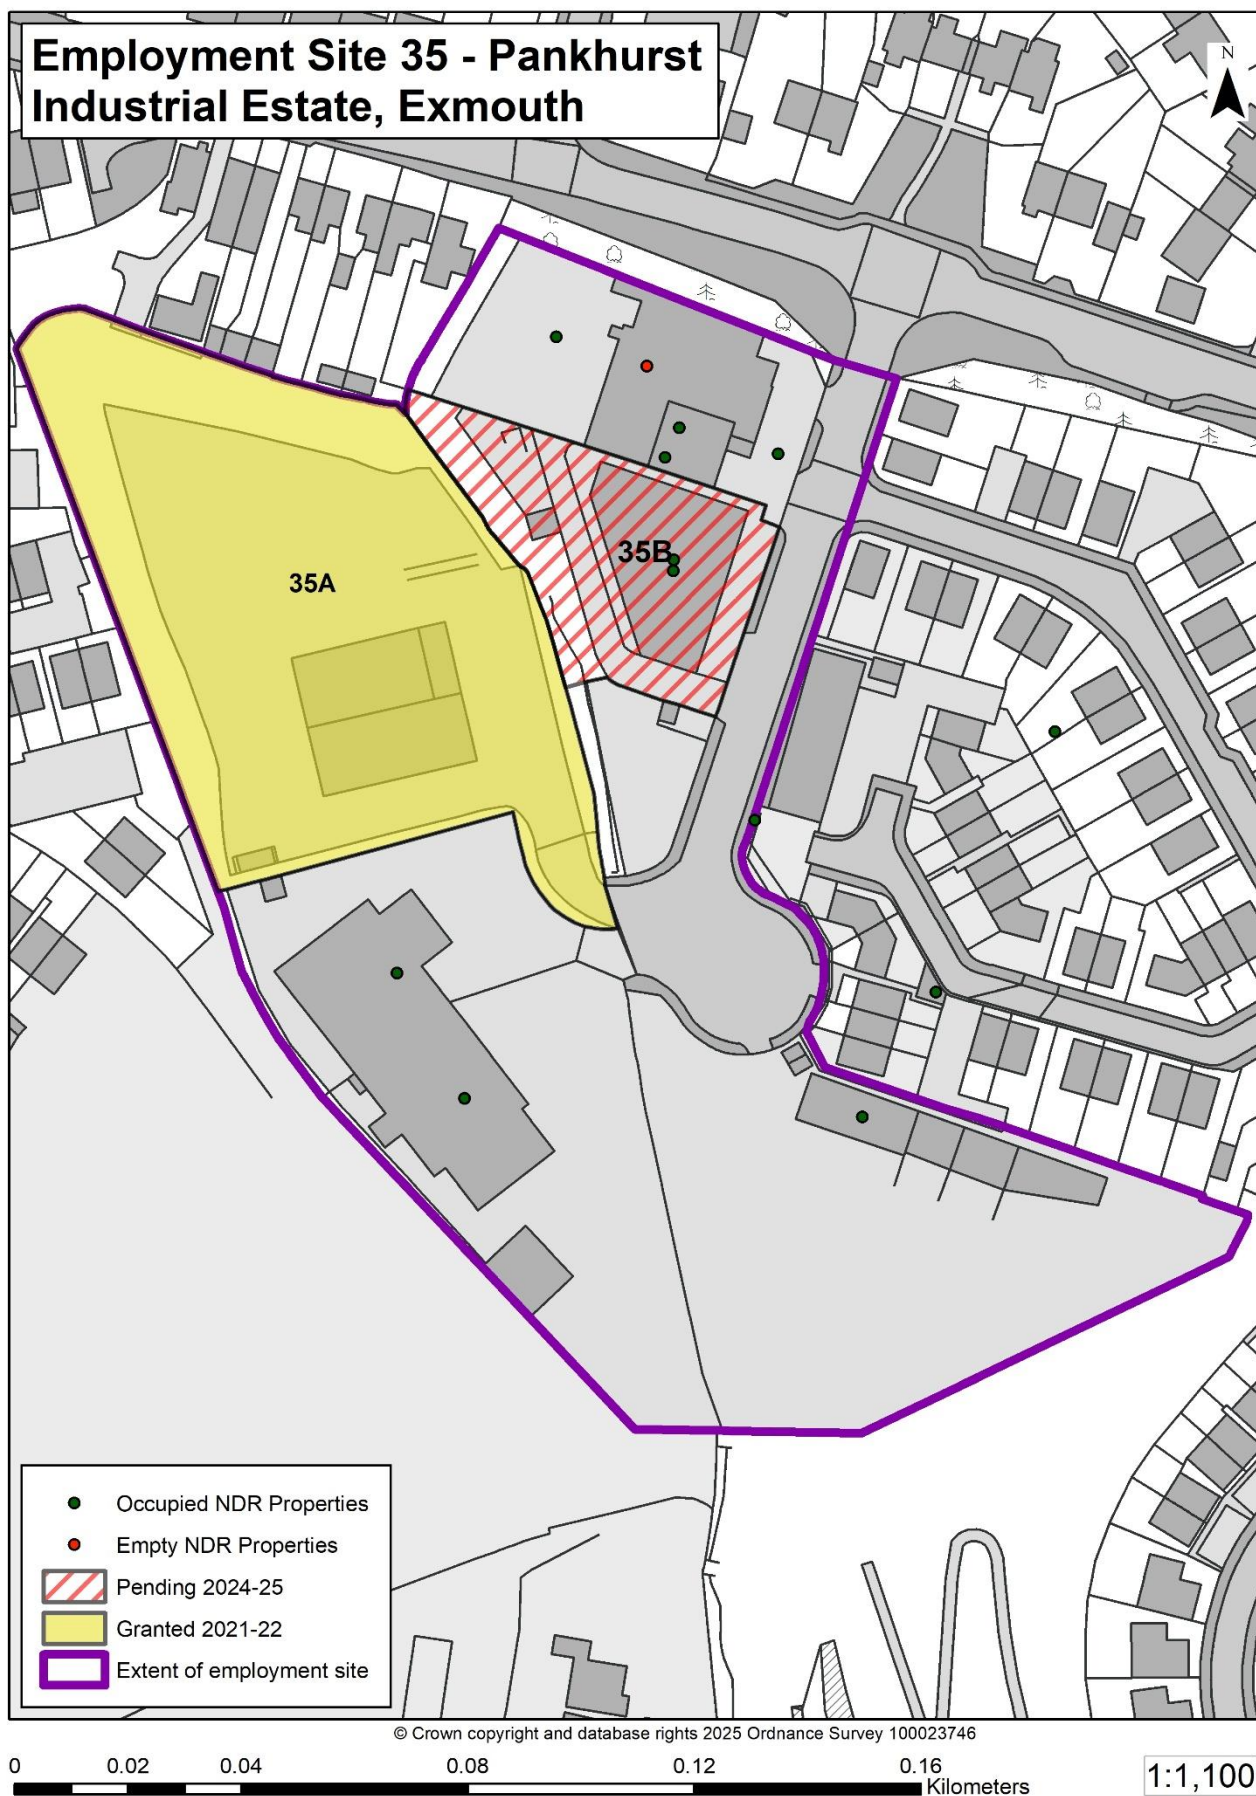 Employment Site 35 - Pankhurst
Industrial Estate, Exmouth
N
35B
35A
Occupied NDR Properties
Empty NDR Properties
Pending 2024-25
Granted 2021-22
Extent of employment site
© Crown copyright and database rights 2025 Ordnance Survey 100023746
0 0.02 0.04 0.08 0.12 0.16
Kilometers
1:1,100